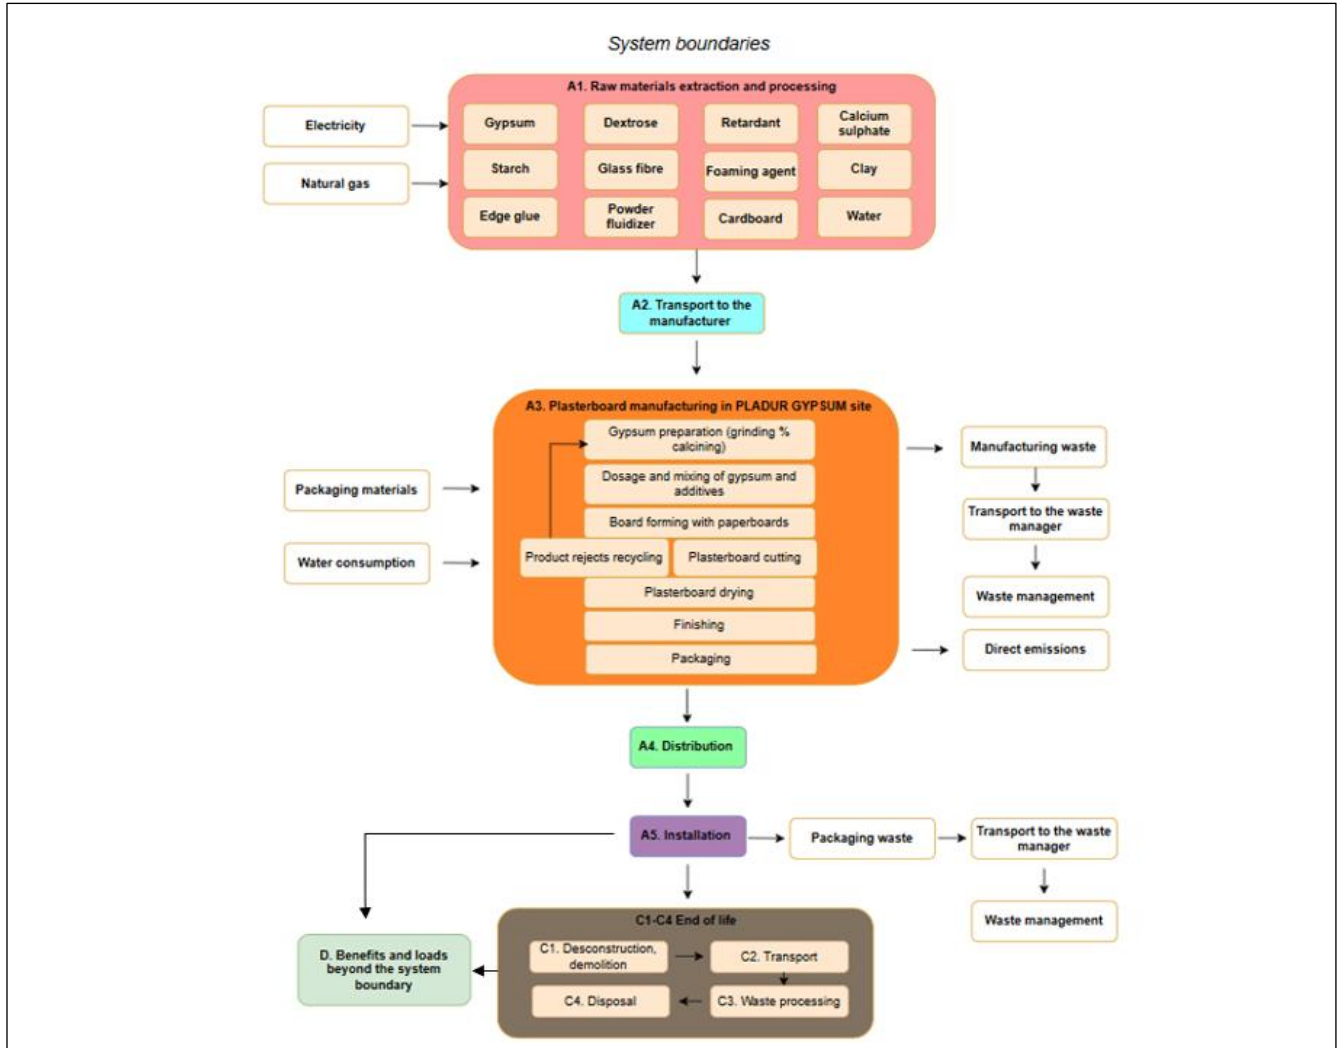 System boundaries
A1. Raw materials extraction and processing
Electricity
Natural gas
Gypsum
Dextrose
Retardant
Calcium
sulphate
Starch
Glass fibre
Foaming agent
Clay
Edge glue
Powder
fluidizer
Cardboard
Water
A2. Transport to the
manufacturer
A3. Plasterboard manufacturing in PLADUR GYPSUM site
Gypsum preparation (grinding %
calcining)
Dosage and mixing of gypsum and
additives
Board forming with paperboards
Product rejects recycling
Plasterboard cutting
Plasterboard drying
Finishing
Packaging
Packaging materials
Water consumption
Manufacturing waste
Transport to the waste
manager
Waste management
Direct emissions
A4. Distribution
A5. Installation
Packaging waste
Transport to the waste
manager
Waste management
C1-C4 End of life
C1. Desconstruction,
demolition
C2. Transport
C4. Disposal
C3. Waste processing
D. Benefits and loads
beyond the system
boundary